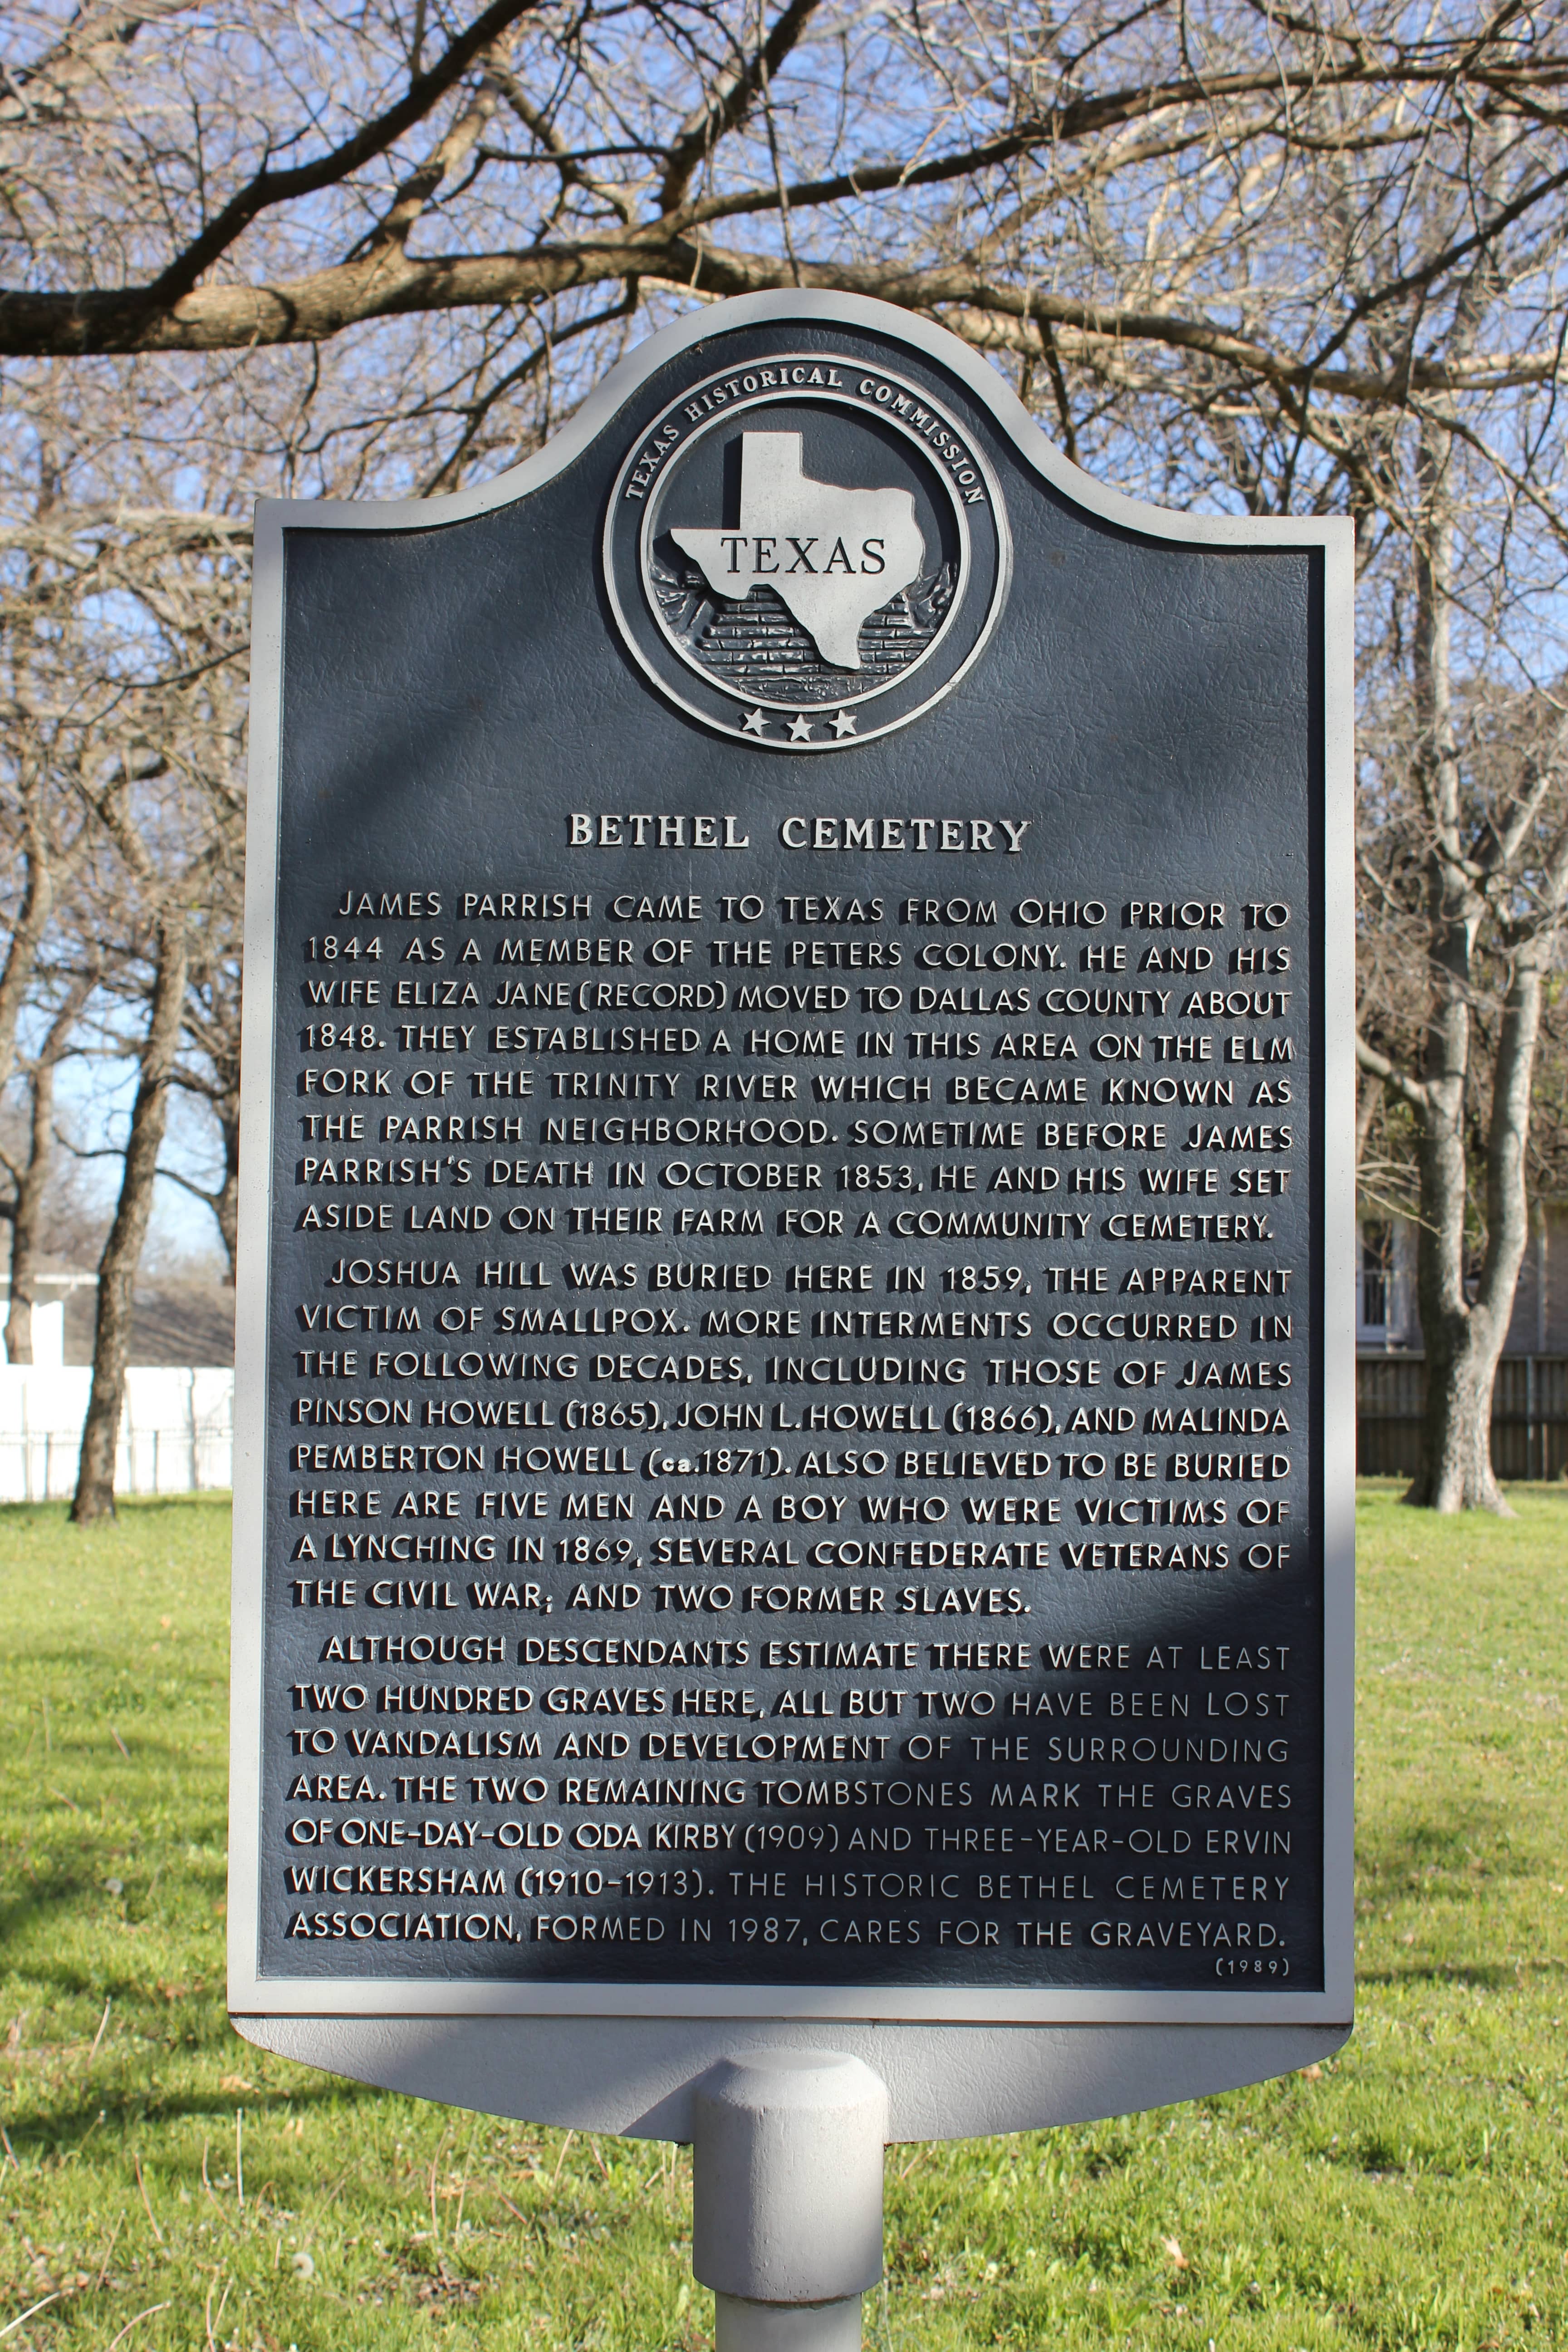 TEXAS HISTORICAL COMMISSION
TEXAS
BETHEL CEMETERY
JAMES PARRISH CAME TO TEXAS FROM OHIO PRIOR TO
1844 AS A MEMBER OF THE PETERS COLONY. HE AND HIS
WIFE ELIZA JANE (RECORD) MOVED TO DALLAS COUNTY ABOUT
1848. THEY ESTABLISHED A HOME IN THIS AREA ON THE ELM
FORK OF THE TRINITY RIVER WHICH BECAME KNOWN AS
THE PARRISH NEIGHBORHOOD. SOMETIME BEFORE JAMES
PARRISH'S DEATH IN OCTOBER 1853, HE AND HIS WIFE SET
ASIDE LAND ON THEIR FARM FOR A COMMUNITY CEMETERY.
JOSHUA HILL WAS BURIED HERE IN 1859, THE APPARENT
VICTIM OF SMALLPOX. MORE INTERMENTS OCCURRED IN
THE FOLLOWING DECADES, INCLUDING THOSE OF JAMES
PINSON HOWELL (1865), JOHN L. HOWELL (1866), AND MALINDA
PEMBERTON HOWELL (ca.1871). ALSO BELIEVED TO BE BURIED
HERE ARE FIVE MEN AND A BOY WHO WERE VICTIMS OF
A LYNCHING IN 1869, SEVERAL CONFEDERATE VETERANS OF
THE CIVIL WAR; AND TWO FORMER SLAVES.
ALTHOUGH DESCENDANTS ESTIMATE THERE WERE AT LEAST
TWO HUNDRED GRAVES HERE, ALL BUT TWO HAVE BEEN LOST
TO VANDALISM AND DEVELOPMENT OF THE SURROUNDING
AREA. THE TWO REMAINING TOMBSTONES MARK THE GRAVES
OF ONE-DAY-OLD ODA KIRBY (1909) AND THREE-YEAR-OLD ERVIN
WICKERSHAM (1910-1913). THE HISTORIC BETHEL CEMETERY
ASSOCIATION, FORMED IN 1987, CARES FOR THE GRAVEYARD.
(1989)